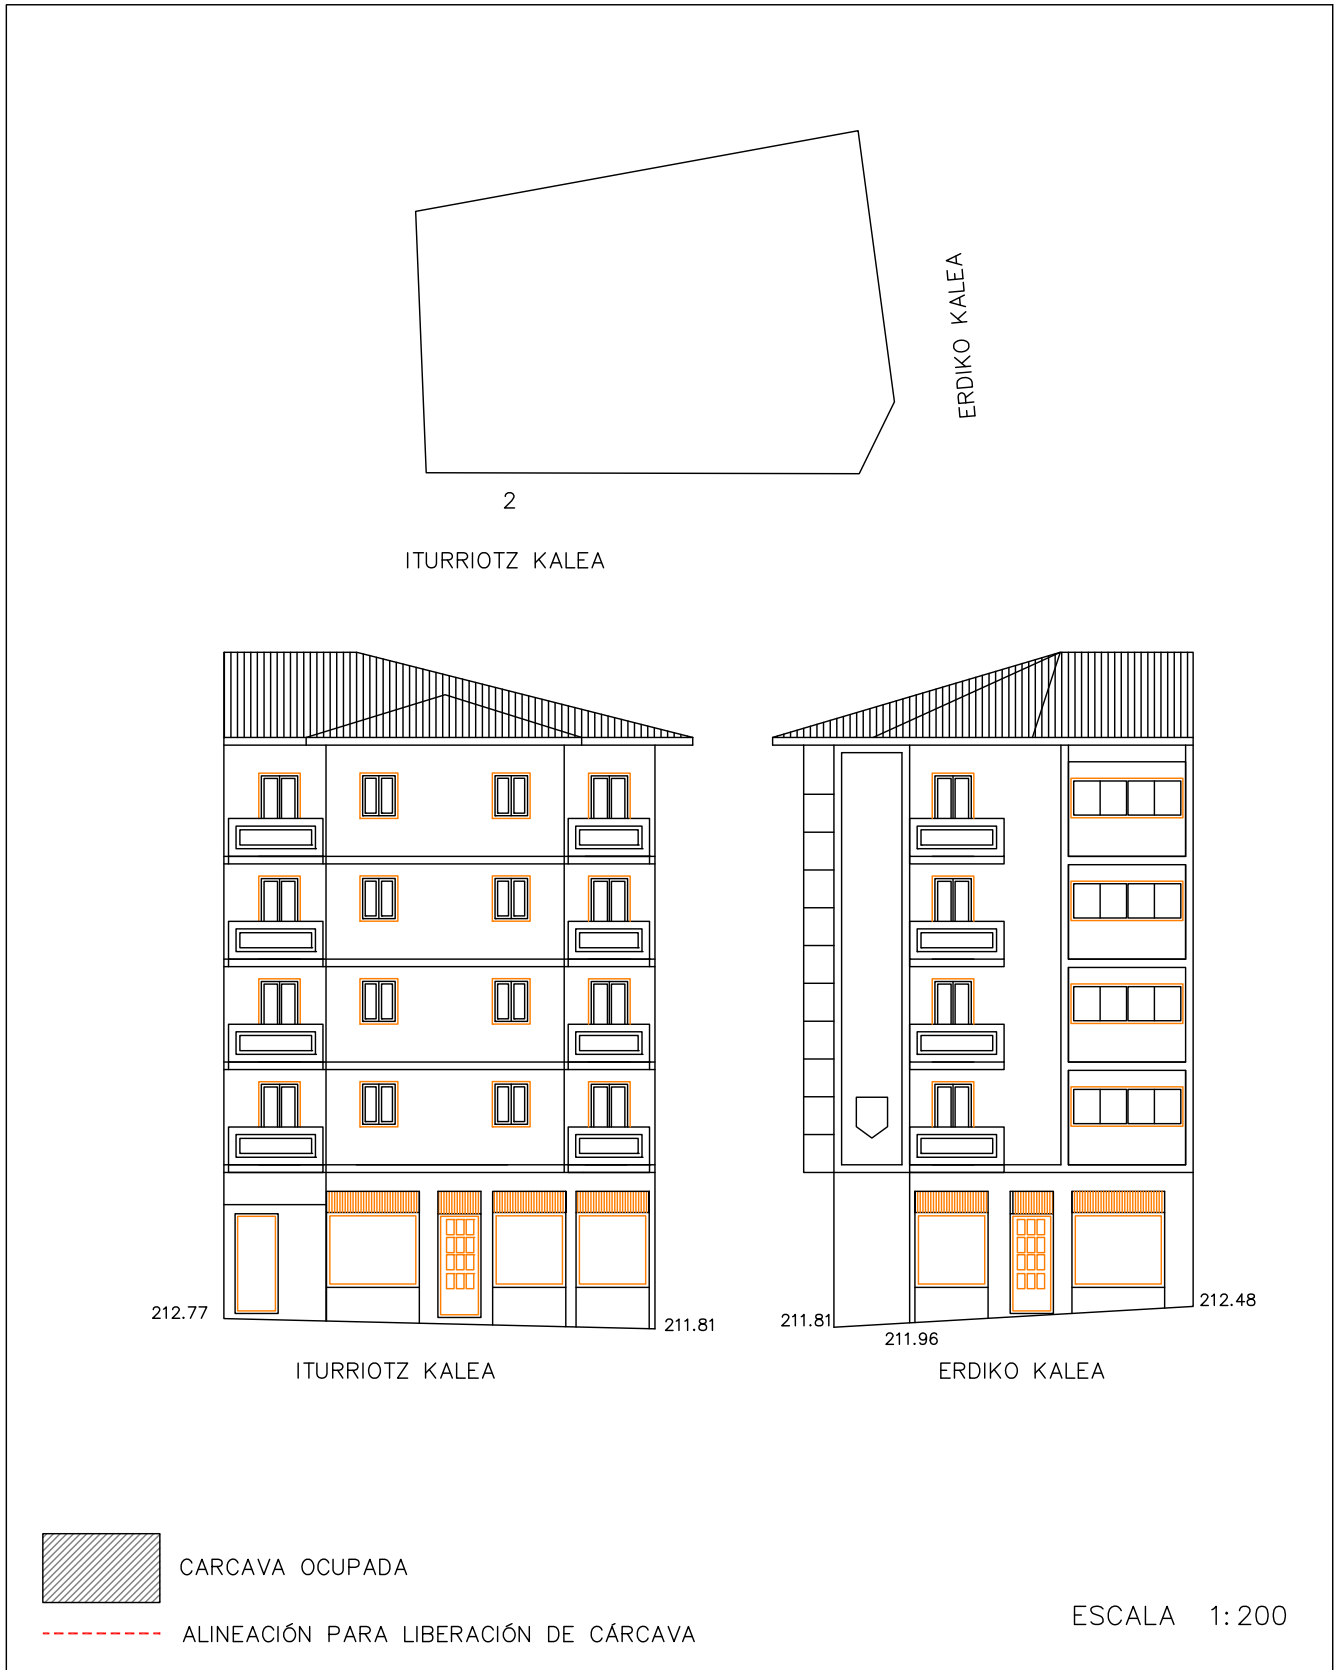 ERDIKO KALEA
2
ITURRIOTZ KALEA
212.77
211.81
211.81
211.96
212.48
ITURRIOTZ KALEA
ERDIKO KALEA
CARCAVA OCUPADA
ALINEACIÓN PARA LIBERACIÓN DE CÁRCAVA
ESCALA 1:200